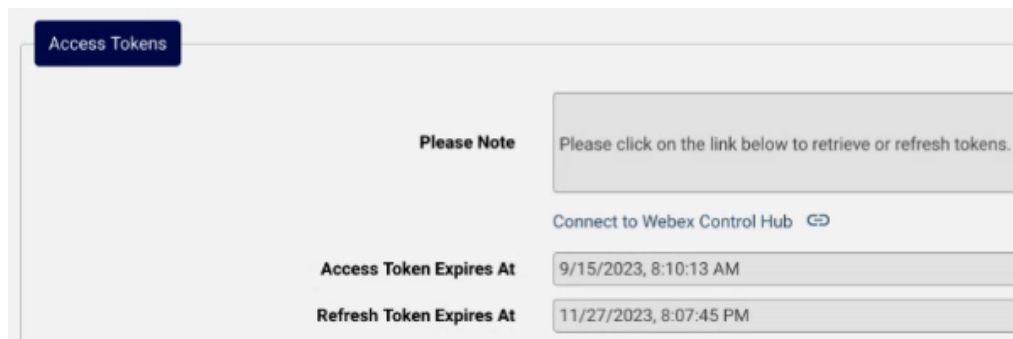 Access Tokens
Please Note
Please click on the link below to retrieve or refresh tokens.
Connect to Webex Control Hub
Access Token Expires At
9/15/2023, 8:10:13 AM
Refresh Token Expires At
11/27/2023, 8:07:45 PM